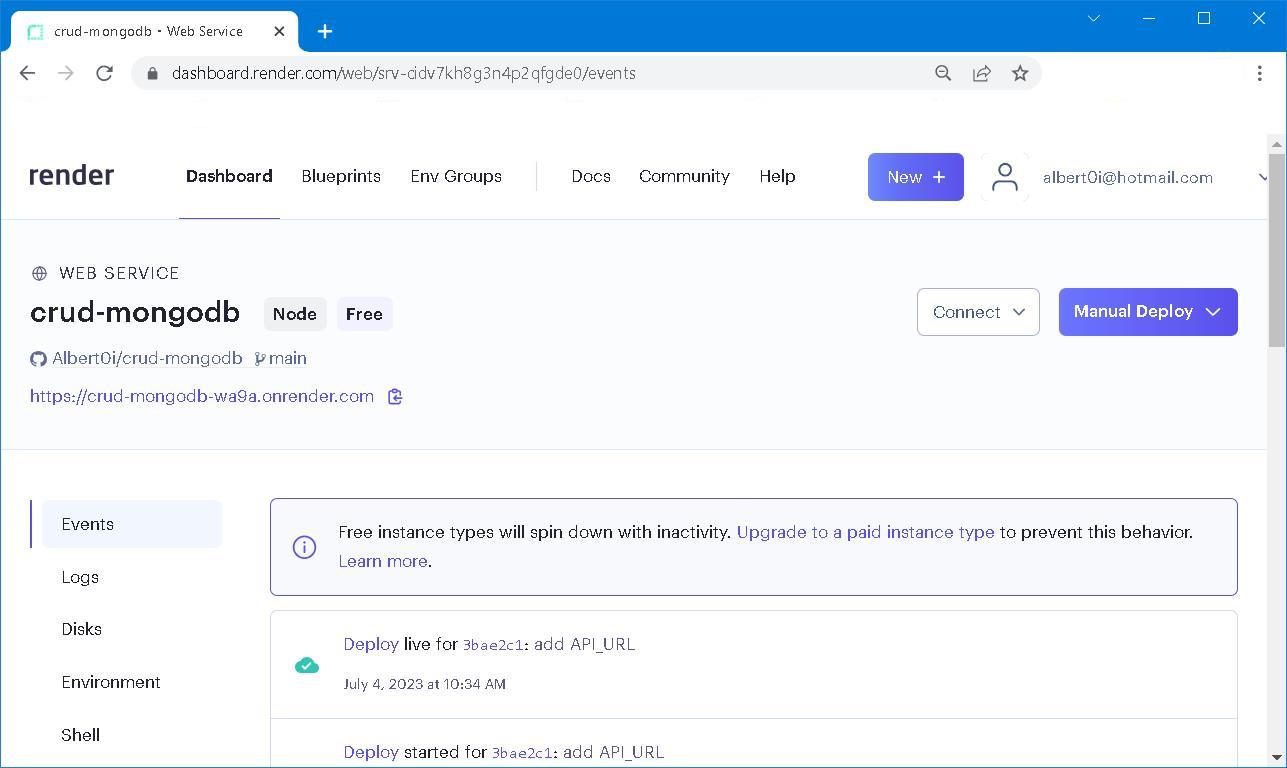 crud-mongodb · Web Service
dashboard.render.com/web/srv-cidv7kh8g3n4p2qfgde0/events
render
Dashboard
Blueprints
Env Groups
Docs
Community
Help
New +
albert0i@hotmail.com
WEB SERVICE
crud-mongodb
Node
Free
Connect
Manual Deploy
Albert0i/crud-mongodb
main
https://crud-mongodb-wa9a.onrender.com
Events
Logs
Disks
Environment
Shell
Free instance types will spin down with inactivity. Upgrade to a paid instance type to prevent this behavior.
Learn more.
Deploy live for 3bae2c1: add API_URL
July 4, 2023 at 10:34 AM
Deploy started for 3bae2c1: add API_URL